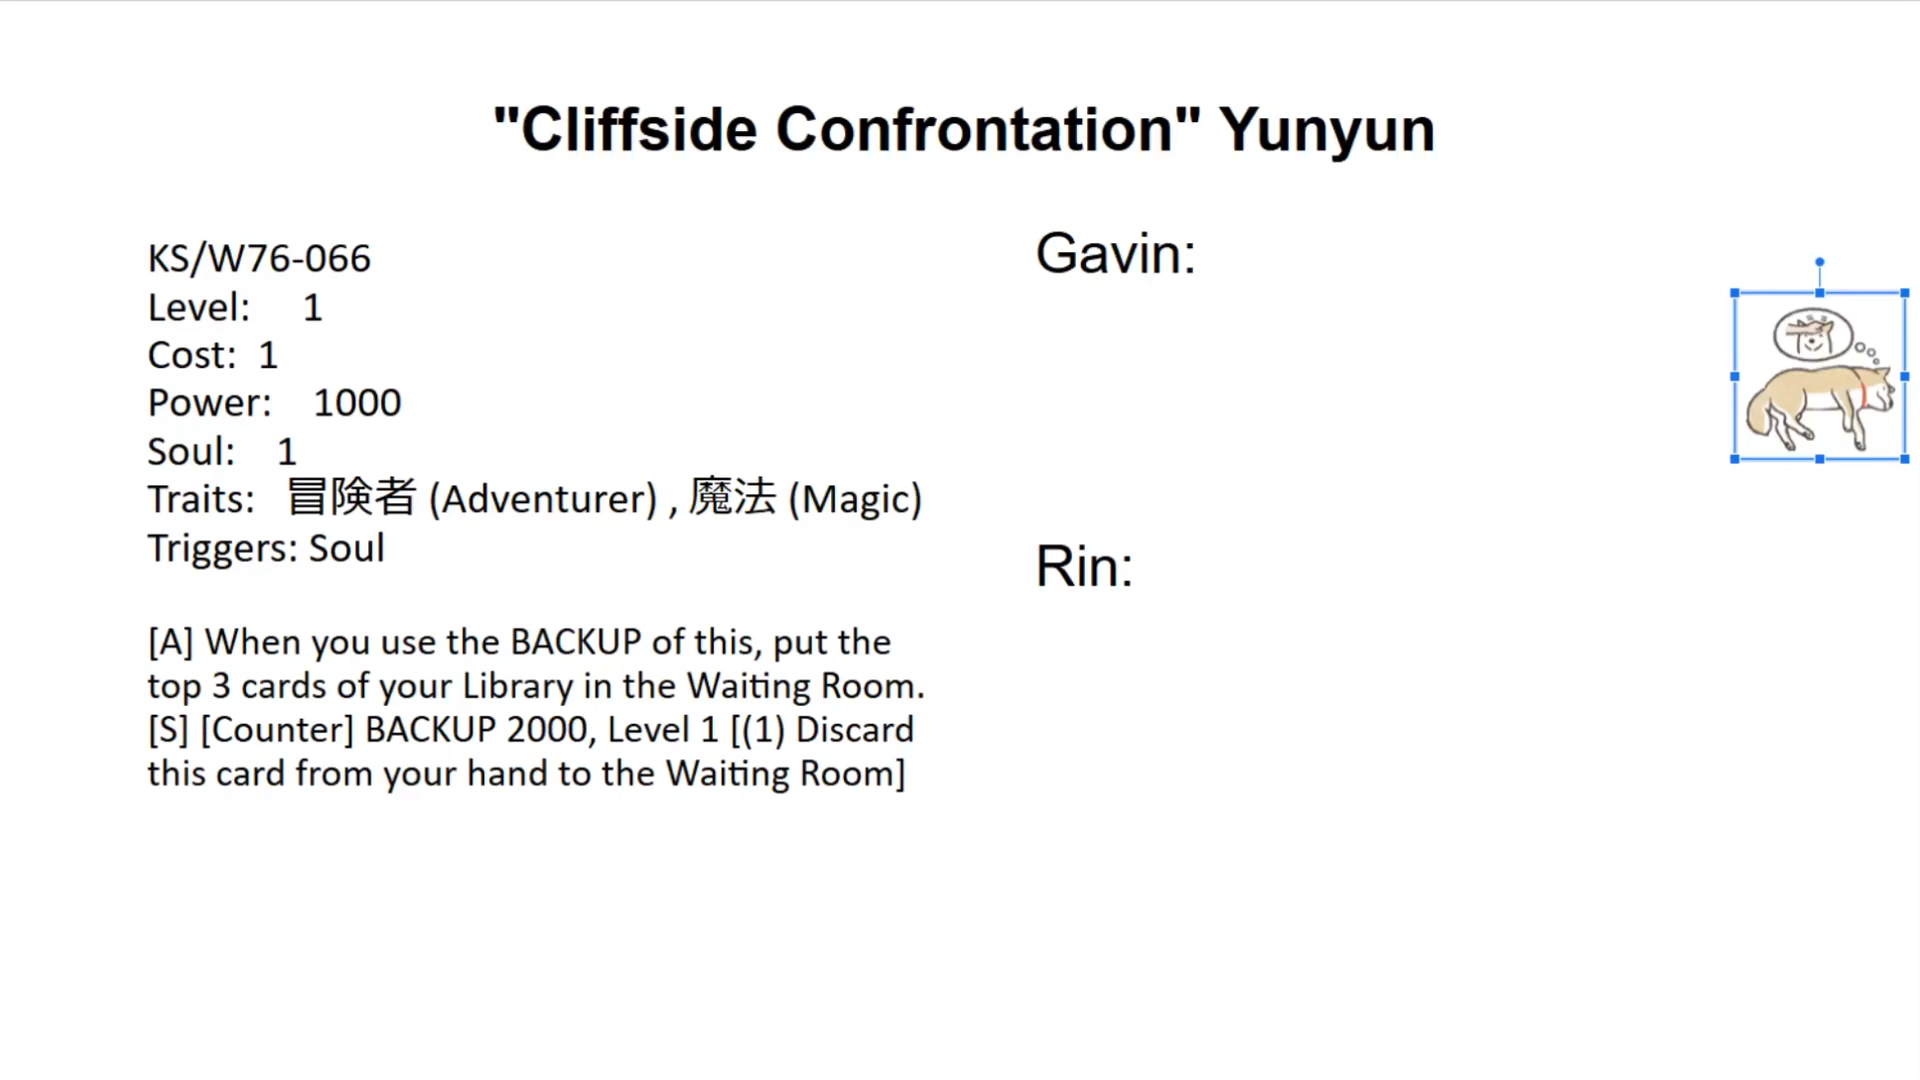 "Cliffside Confrontation" Yunyun
KS/W76-066
Level: 1
Cost: 1
Power: 1000
Soul: 1
Traits: 冒険者 (Adventurer) , 魔法 (Magic)
Triggers: Soul
[A] When you use the BACKUP of this, put the
top 3 cards of your Library in the Waiting Room.
[S] [Counter] BACKUP 2000, Level 1 [(1) Discard
this card from your hand to the Waiting Room]
Gavin:
Rin: